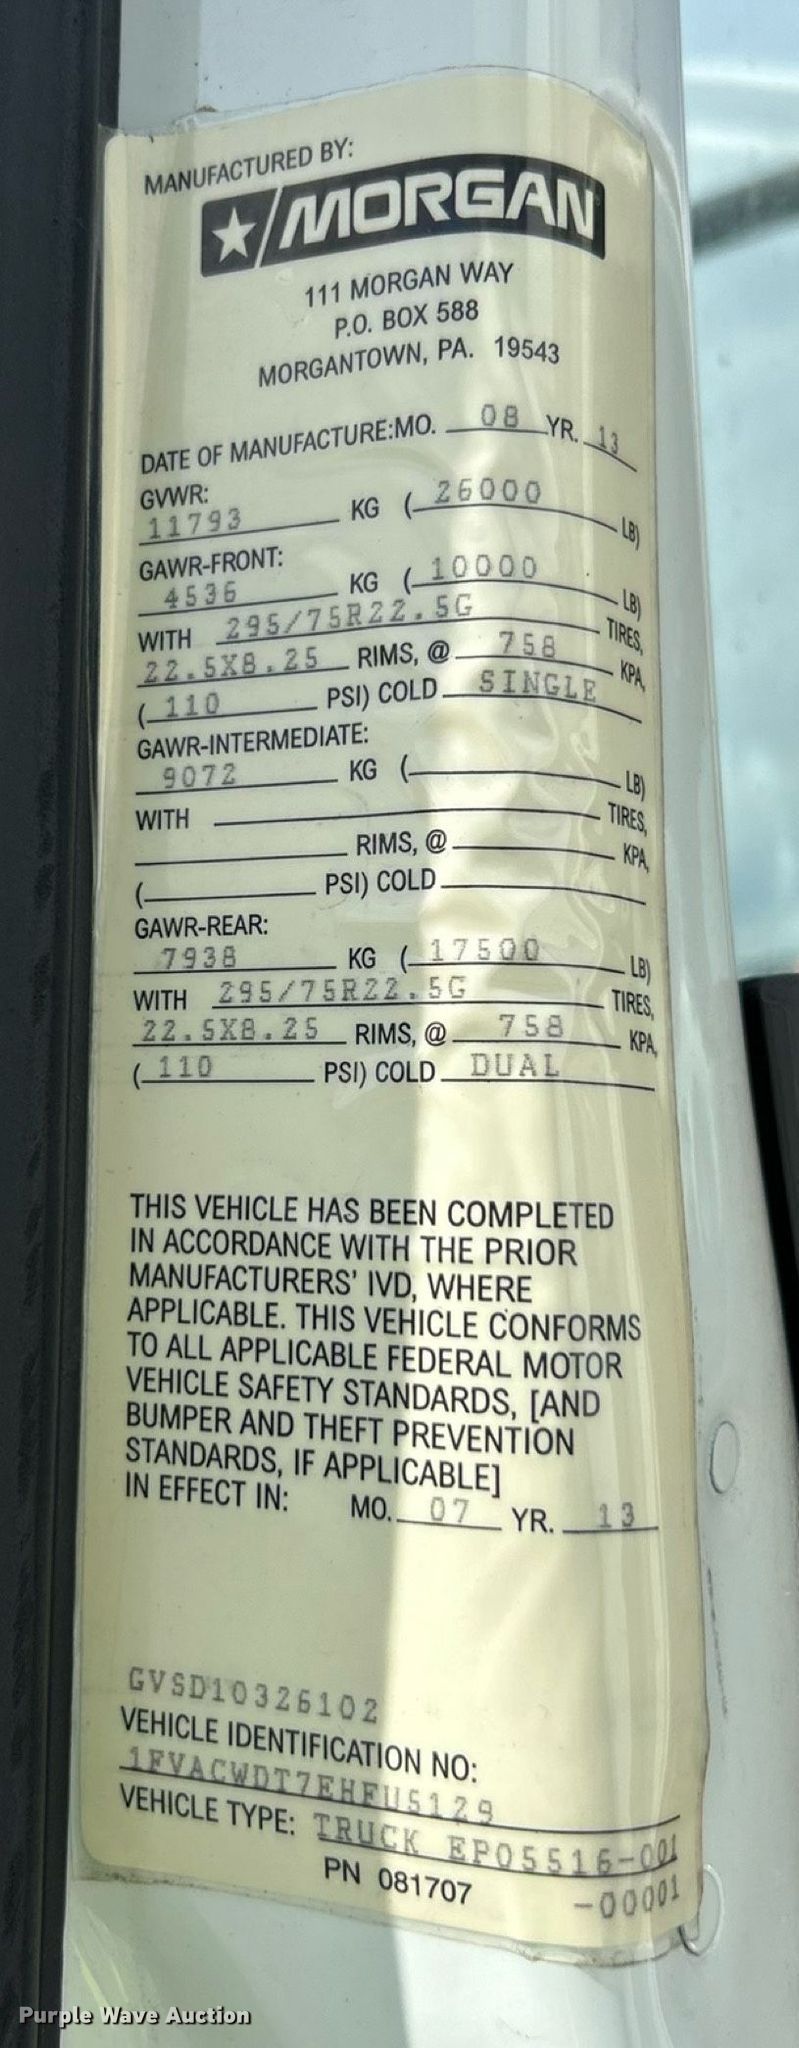 MANUFACTURED BY:
MORGAN
111 MORGAN WAY
P.O. BOX 588
MORGANTOWN, PA. 19543
DATE OF MANUFACTURE:MO. 08 YR. 13
GVWR:
11793 KG (26000 LB)
GAWR-FRONT:
4536 KG (10000 LB)
WITH 295/75R22.5G TIRES,
22.5X8.25 RIMS, @ 758 KPA,
(110 PSI) COLD SINGLE
GAWR-INTERMEDIATE:
9072 KG ( LB)
WITH TIRES,
RIMS, @ KPA,
( PSI) COLD
GAWR-REAR:
7938 KG (17500 LB)
WITH 295/75R22.5G TIRES,
22.5X8.25 RIMS, @ 758 KPA,
(110 PSI) COLD DUAL
THIS VEHICLE HAS BEEN COMPLETED
IN ACCORDANCE WITH THE PRIOR
MANUFACTURERS' IVD, WHERE
APPLICABLE. THIS VEHICLE CONFORMS
TO ALL APPLICABLE FEDERAL MOTOR
VEHICLE SAFETY STANDARDS, [AND
BUMPER AND THEFT PREVENTION
STANDARDS, IF APPLICABLE]
IN EFFECT IN: MO. 07 YR. 13
GVSD10326102
VEHICLE IDENTIFICATION NO:
1FVACWDT7EHFU5129
VEHICLE TYPE: TRUCK EP05516-001
PN 081707 -00001
Purple Wave Auction